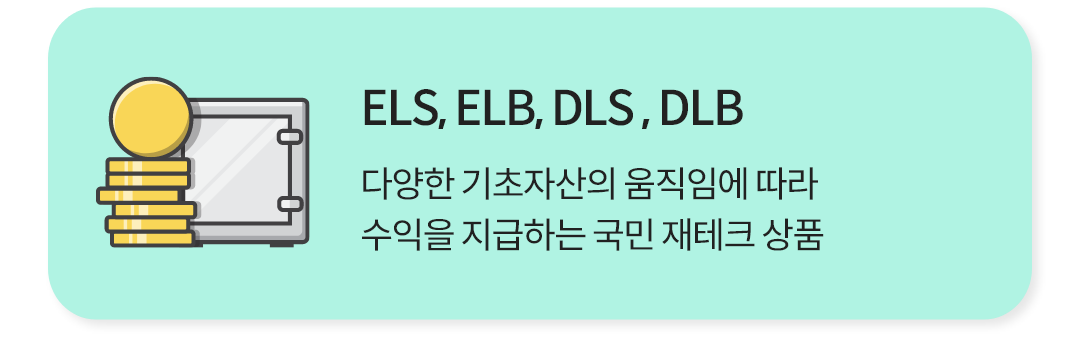 ELS, ELB, DLS , DLB
다양한 기초자산의 움직임에 따라
수익을 지급하는 국민 재테크 상품